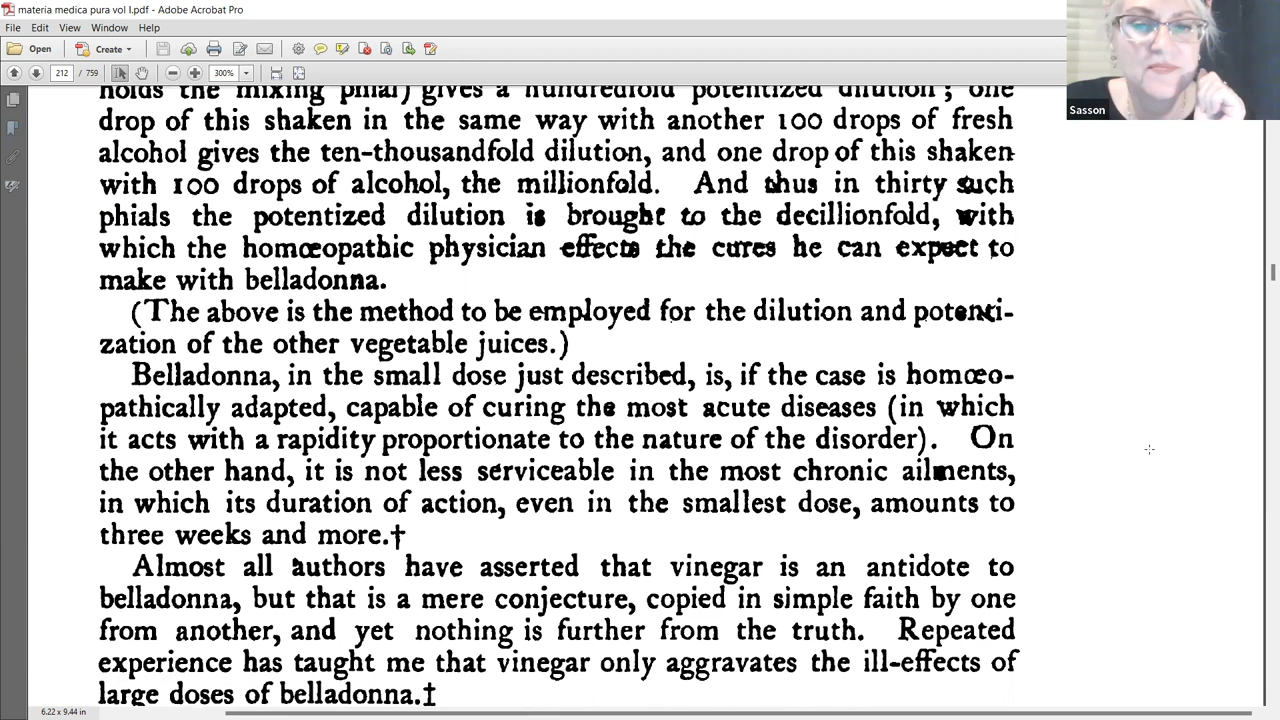 materia medica pura vol I.pdf - Adobe Acrobat Pro
File Edit View Window Help
Open Create
212 / 759 300%
Sasson
holds the mixing phial) gives a hundredfold potentized dilution; one
drop of this shaken in the same way with another 100 drops of fresh
alcohol gives the ten-thousandfold dilution, and one drop of this shaken
with 100 drops of alcohol, the millionfold. And thus in thirty such
phials the potentized dilution is brought to the decillionfold, with
which the homœopathic physician effects the cures he can expect to
make with belladonna.
(The above is the method to be employed for the dilution and potenti-
zation of the other vegetable juices.)
Belladonna, in the small dose just described, is, if the case is homœo-
pathically adapted, capable of curing the most acute diseases (in which
it acts with a rapidity proportionate to the nature of the disorder). On
the other hand, it is not less serviceable in the most chronic ailments,
in which its duration of action, even in the smallest dose, amounts to
three weeks and more.†
Almost all authors have asserted that vinegar is an antidote to
belladonna, but that is a mere conjecture, copied in simple faith by one
from another, and yet nothing is further from the truth. Repeated
experience has taught me that vinegar only aggravates the ill-effects of
large doses of belladonna.‡
6.22 x 9.44 in